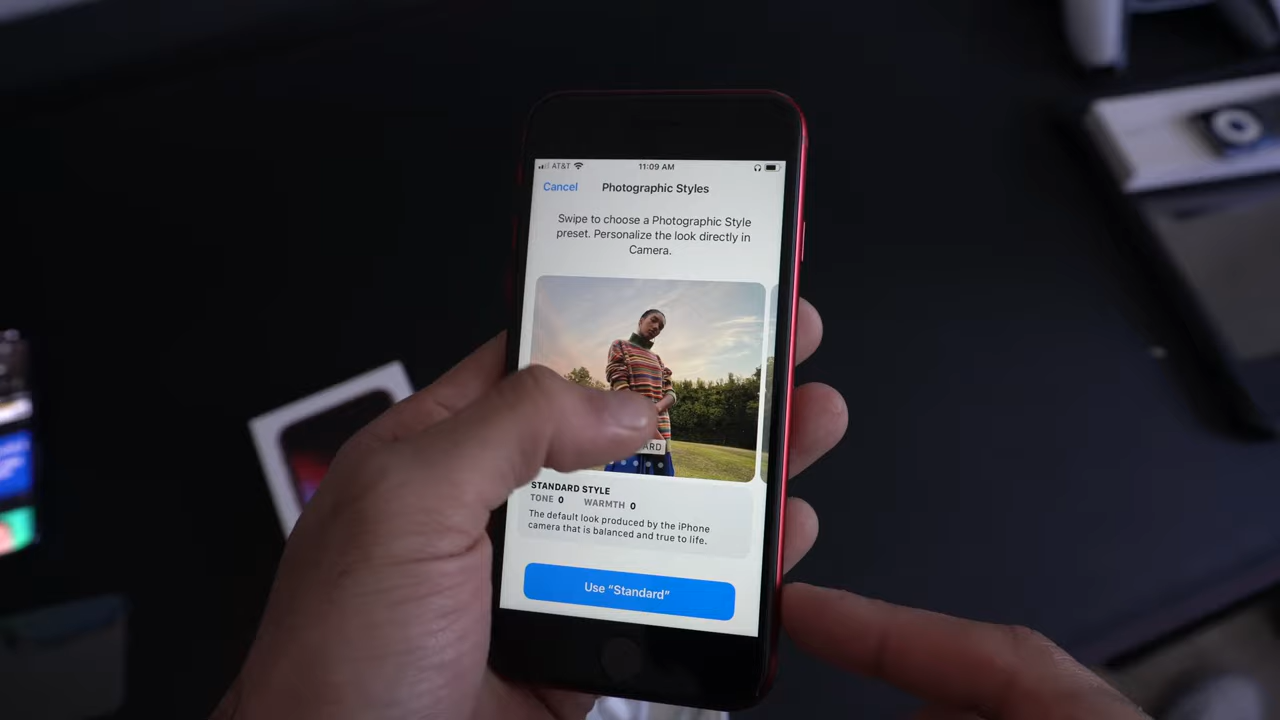 AT&T 11:09 AM
Cancel Photographic Styles
Swipe to choose a Photographic Style
preset. Personalize the look directly in
Camera.
ARD
STANDARD STYLE
TONE 0 WARMTH 0
The default look produced by the iPhone
camera that is balanced and true to life.
Use “Standard”